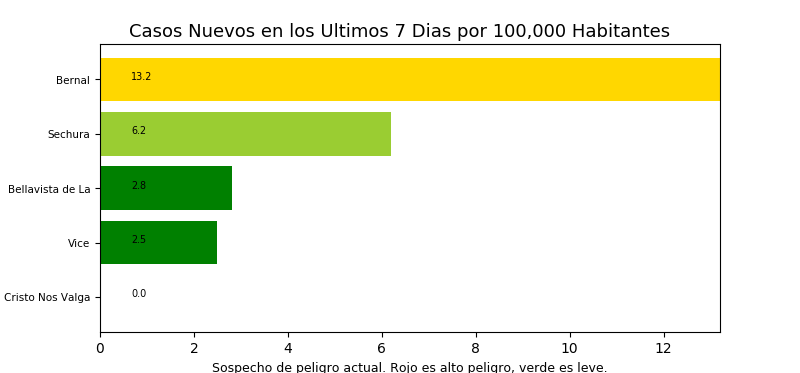 Casos Nuevos en los Ultimos 7 Dias por 100,000 Habitantes
Bernal
13.2
Sechura
6.2
Bellavista de La
2.8
Vice
2.5
Cristo Nos Valga
0.0
0 2 4 6 8 10 12
Sospecho de peligro actual. Rojo es alto peligro, verde es leve.